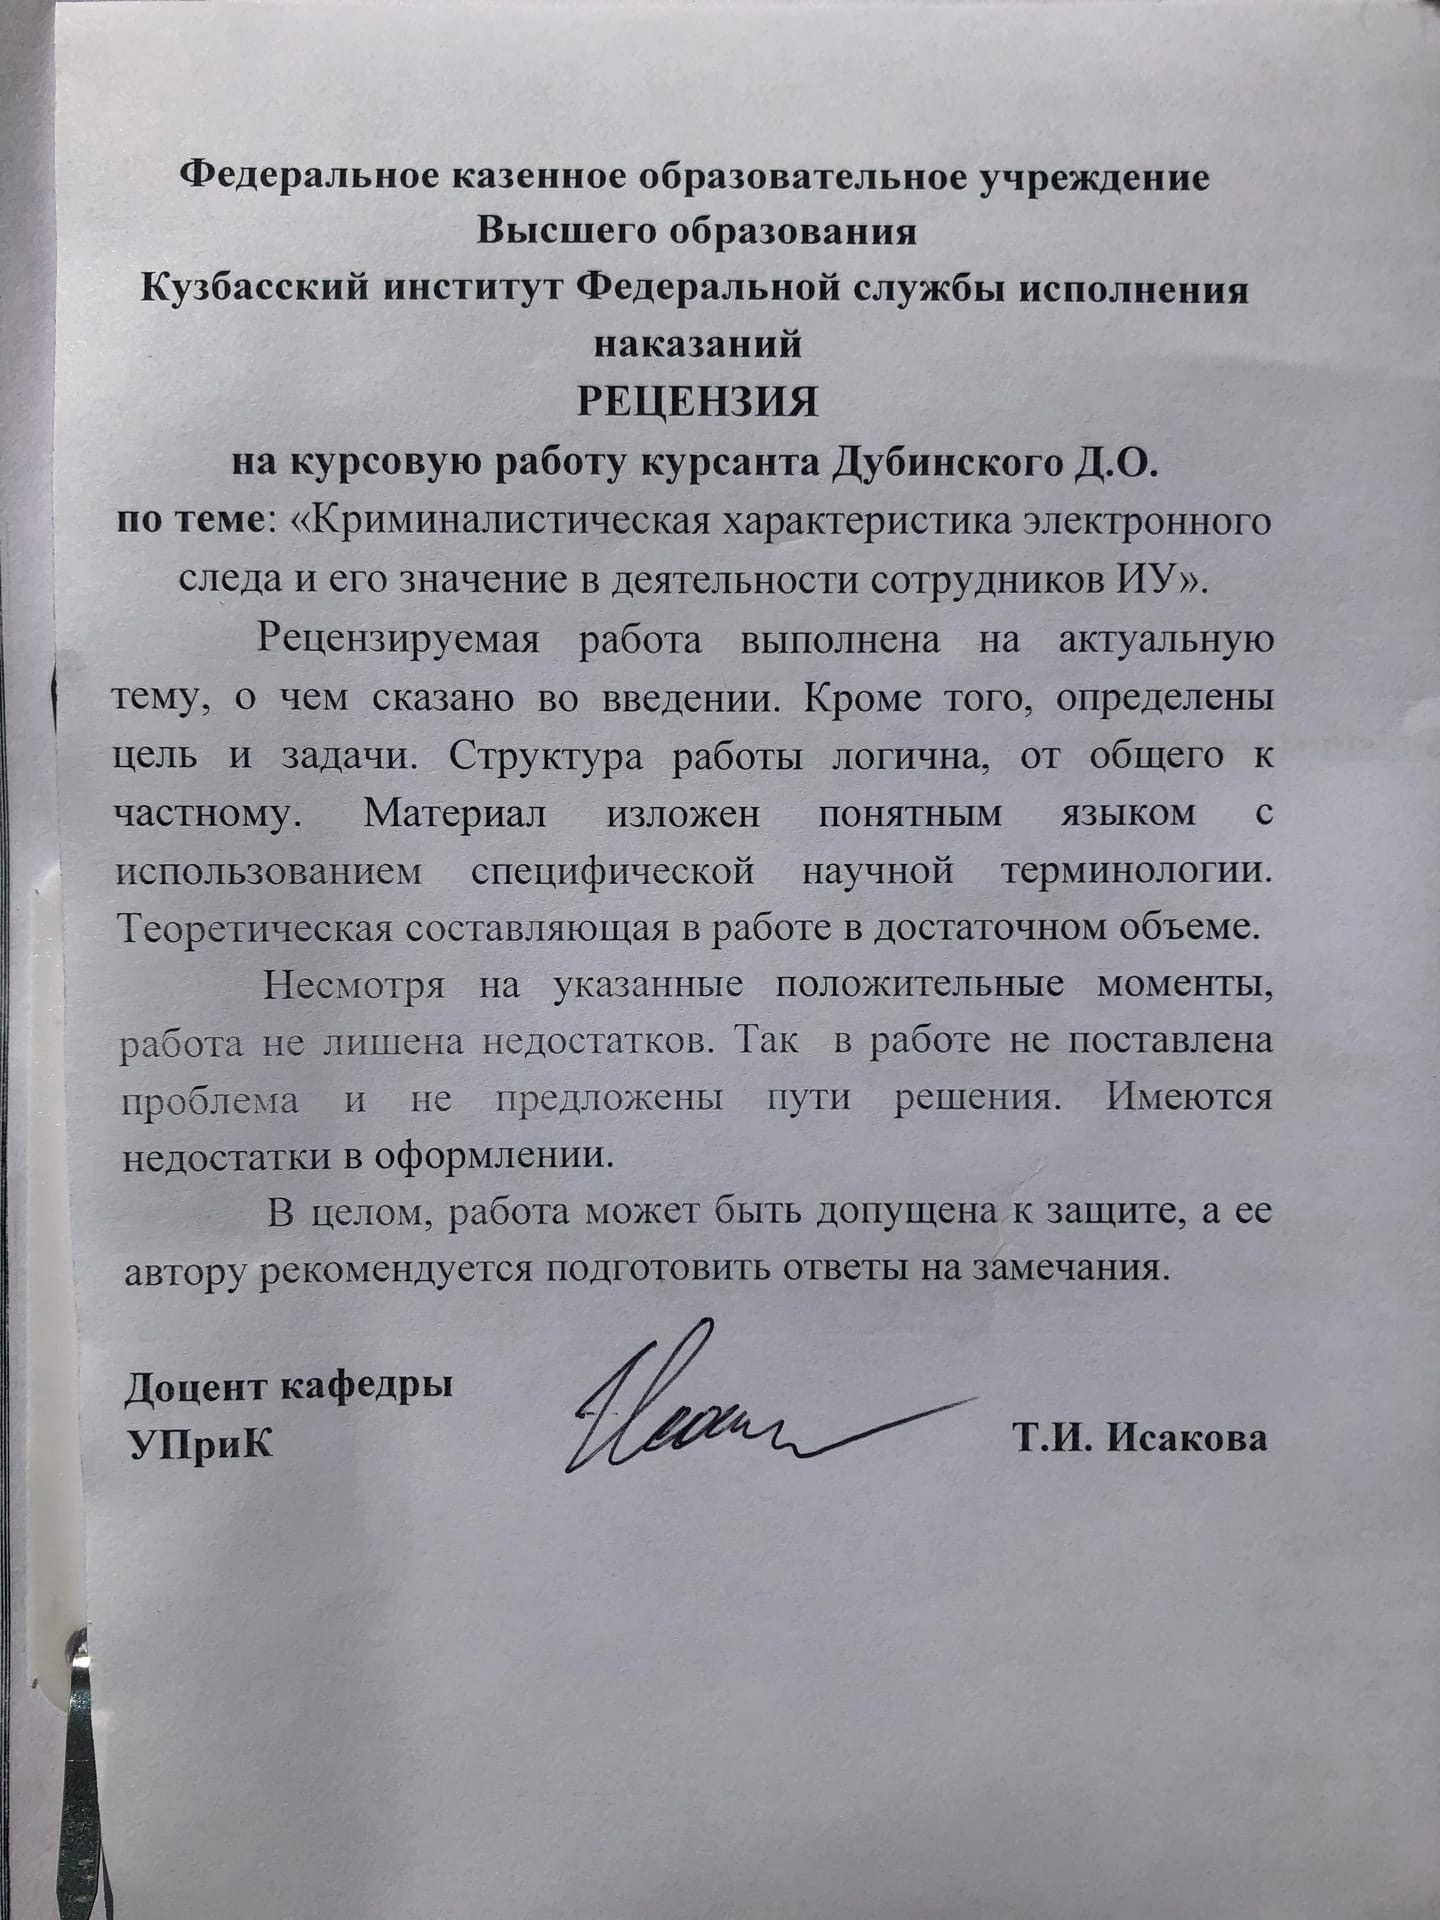 Федеральное казенное образовательное учреждение
Высшего образования
Кузбасский институт Федеральной службы исполнения
наказаний
РЕЦЕНЗИЯ
на курсовую работу курсанта Дубинского Д.О.
по теме: «Криминалистическая характеристика электронного
следа и его значение в деятельности сотрудников ИУ».
Рецензируемая работа выполнена на актуальную
тему, о чем сказано во введении. Кроме того, определены
цель и задачи. Структура работы логична, от общего к
частному. Материал изложен понятным языком с
использованием специфической научной терминологии.
Теоретическая составляющая в работе в достаточном объеме.
Несмотря на указанные положительные моменты,
работа не лишена недостатков. Так в работе не поставлена
проблема и не предложены пути решения. Имеются
недостатки в оформлении.
В целом, работа может быть допущена к защите, а ее
автору рекомендуется подготовить ответы на замечания.
Доцент кафедры
УПриК Т.И. Исакова